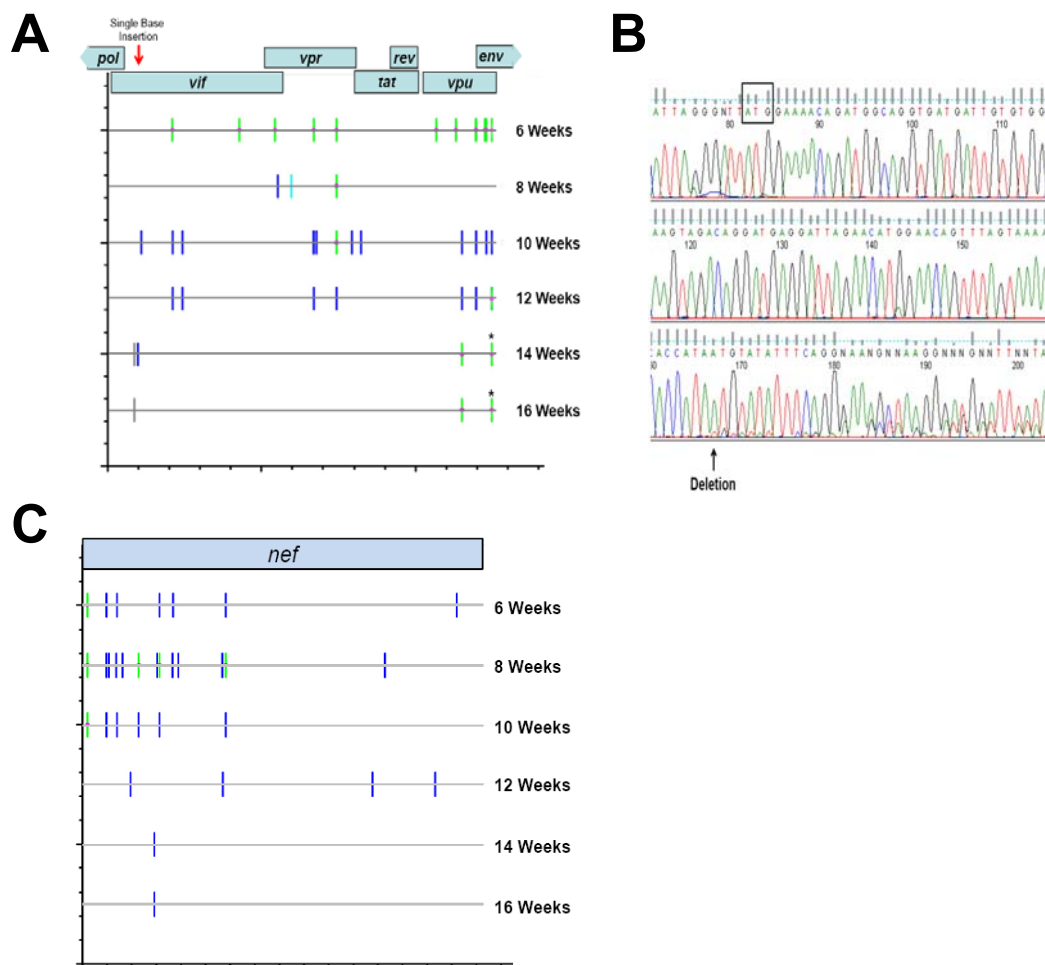 A
Single Base
Insertion
pol
vpr
rev
env
vif
tat
vpu
6 Weeks
8 Weeks
10 Weeks
12 Weeks
*
14 Weeks
*
16 Weeks
B
ATTAGGGNTTATGGAAAACAGATGGCAGGTGATGATTGTGTGG
80 90 100 110
AAGTAGACAGGATGAGGATTAGAACATGGAACAGTTTAGTAAAA
120 130 140 150
CACCATAATGTATATTTCAGGNAANGNNAAGGNNNGNNTTNNTA
60 170 180 190 200
Deletion
C
nef
6 Weeks
8 Weeks
10 Weeks
12 Weeks
14 Weeks
16 Weeks